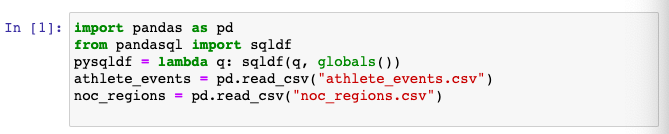 In [1]: import pandas as pd
from pandasql import sqldf
pysqldf = lambda q: sqldf(q, globals())
athlete_events = pd.read_csv("athlete_events.csv")
noc_regions = pd.read_csv("noc_regions.csv")